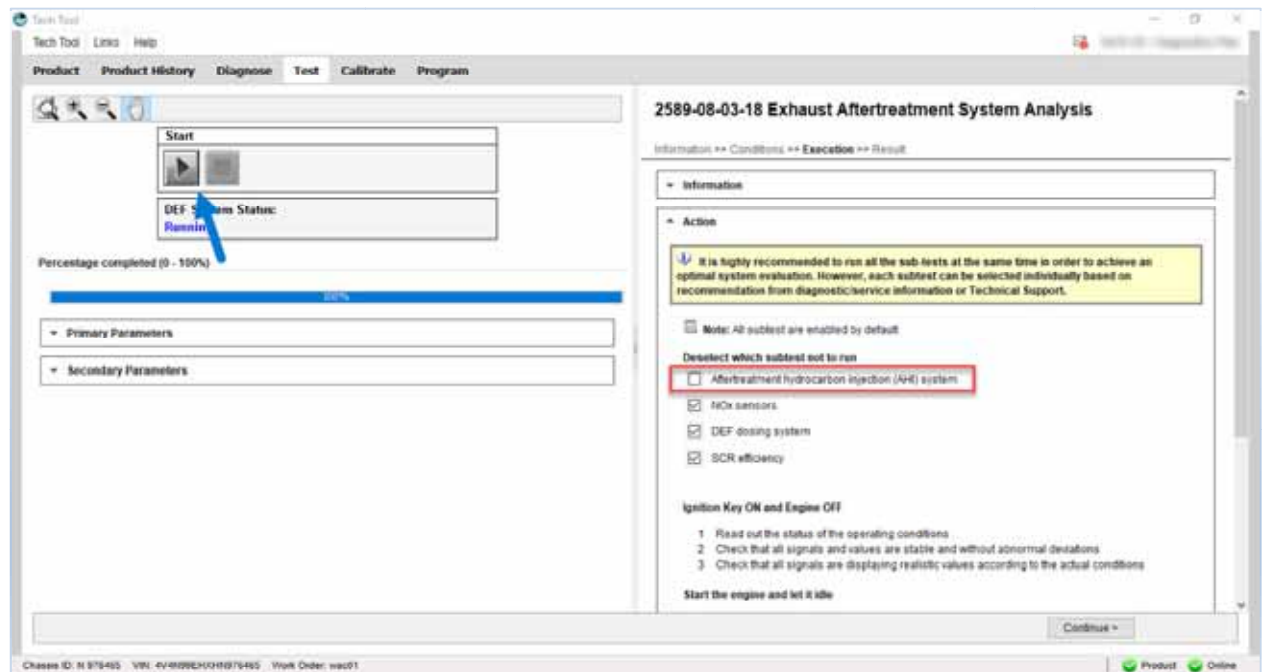 Tech Tool
Tech Tool Links Help
Product Product History Diagnose Test Calibrate Program
Start
DEF System Status:
Running
Percentage completed (0 - 100%)
100%
Primary Parameters
Secondary Parameters
2589-08-03-18 Exhaust Aftertreatment System Analysis
Information ++ Conditions ++ Execution ++ Result
Information
Action
It is highly recommended to run all the sub-tests at the same time in order to achieve an
optimal system evaluation. However, each subtest can be selected individually based on
recommendation from diagnostic/service information or Technical Support.
Note: All subtest are enabled by default
Deselect which subtest not to run
Aftertreatment hydrocarbon injection (AHI) system
NOx sensors
DEF dosing system
SCR efficiency
Ignition Key ON and Engine OFF
1 Read out the status of the operating conditions
2 Check that all signals and values are stable and without abnormal deviations
3 Check that all signals are displaying realistic values according to the actual conditions
Start the engine and let it idle
Continue
Chassis ID: N 976465 VIN: Work Order: wac01
Product Online